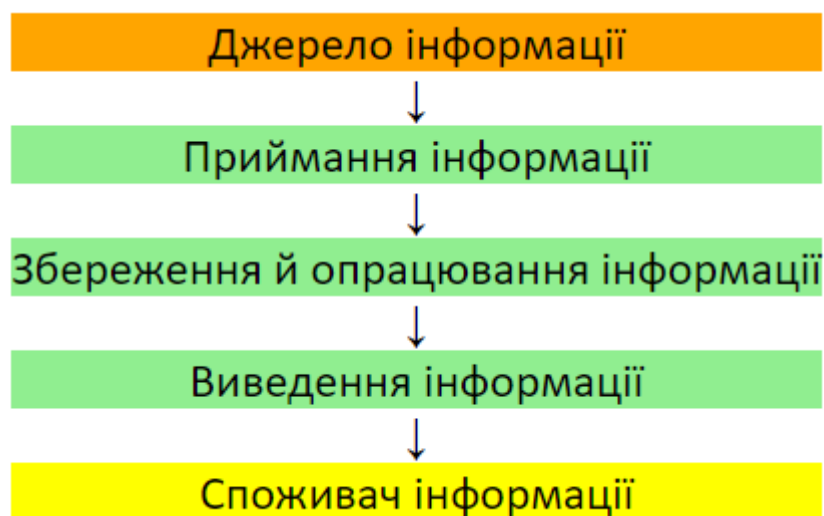 Джерело інформації
↓
Приймання інформації
↓
Збереження й опрацювання інформації
↓
Виведення інформації
↓
Споживач інформації